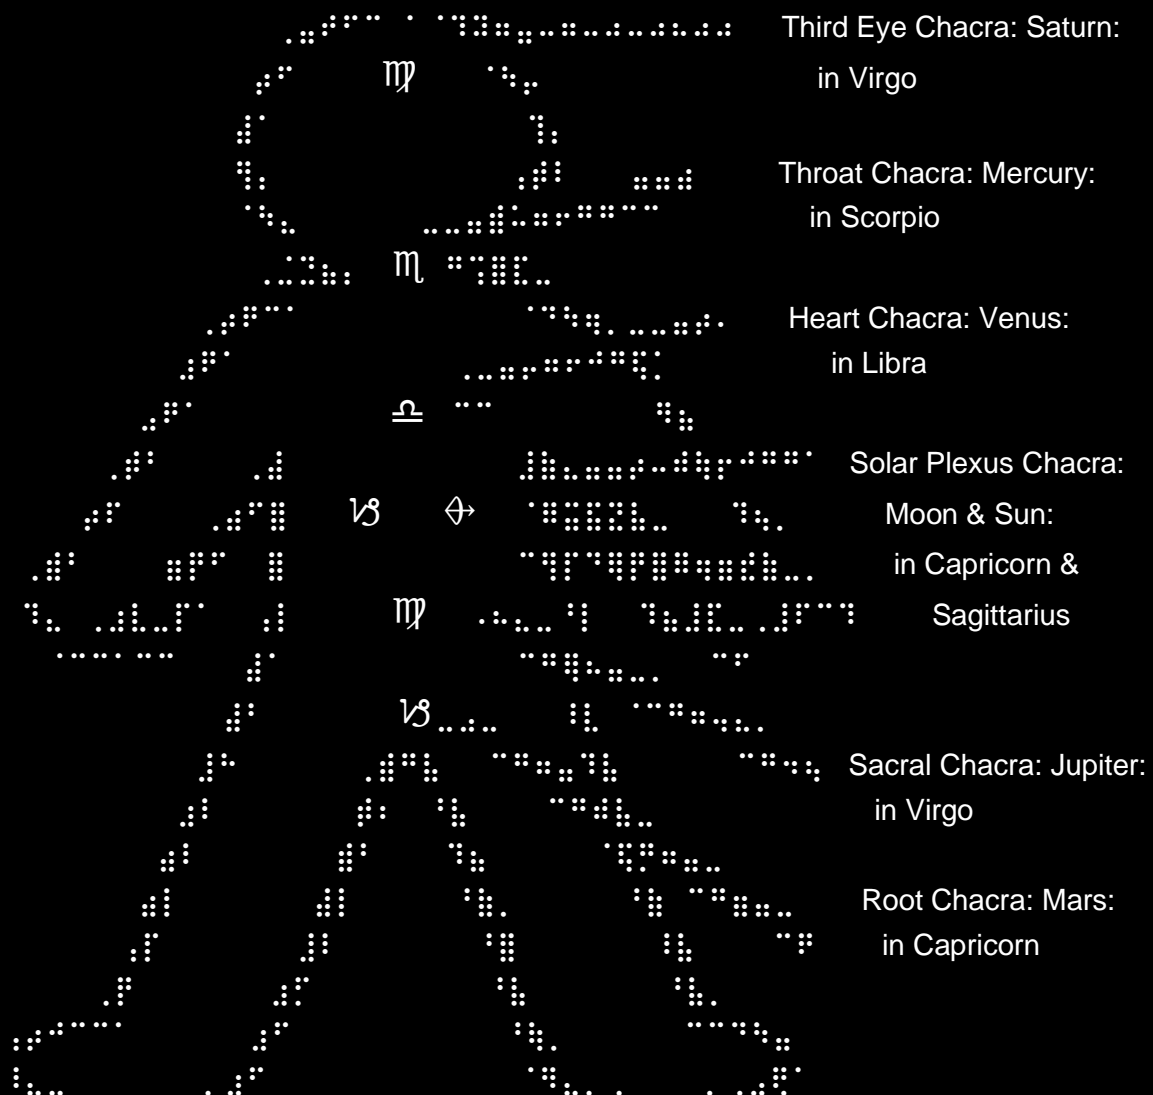 Third Eye Chacra: Saturn:
♍ in Virgo
Throat Chacra: Mercury:
in Scorpio
♏
Heart Chacra: Venus:
in Libra
♎
Solar Plexus Chacra:
♑ ♐ Moon & Sun:
in Capricorn &
♍ Sagittarius
♑
Sacral Chacra: Jupiter:
in Virgo
Root Chacra: Mars:
in Capricorn